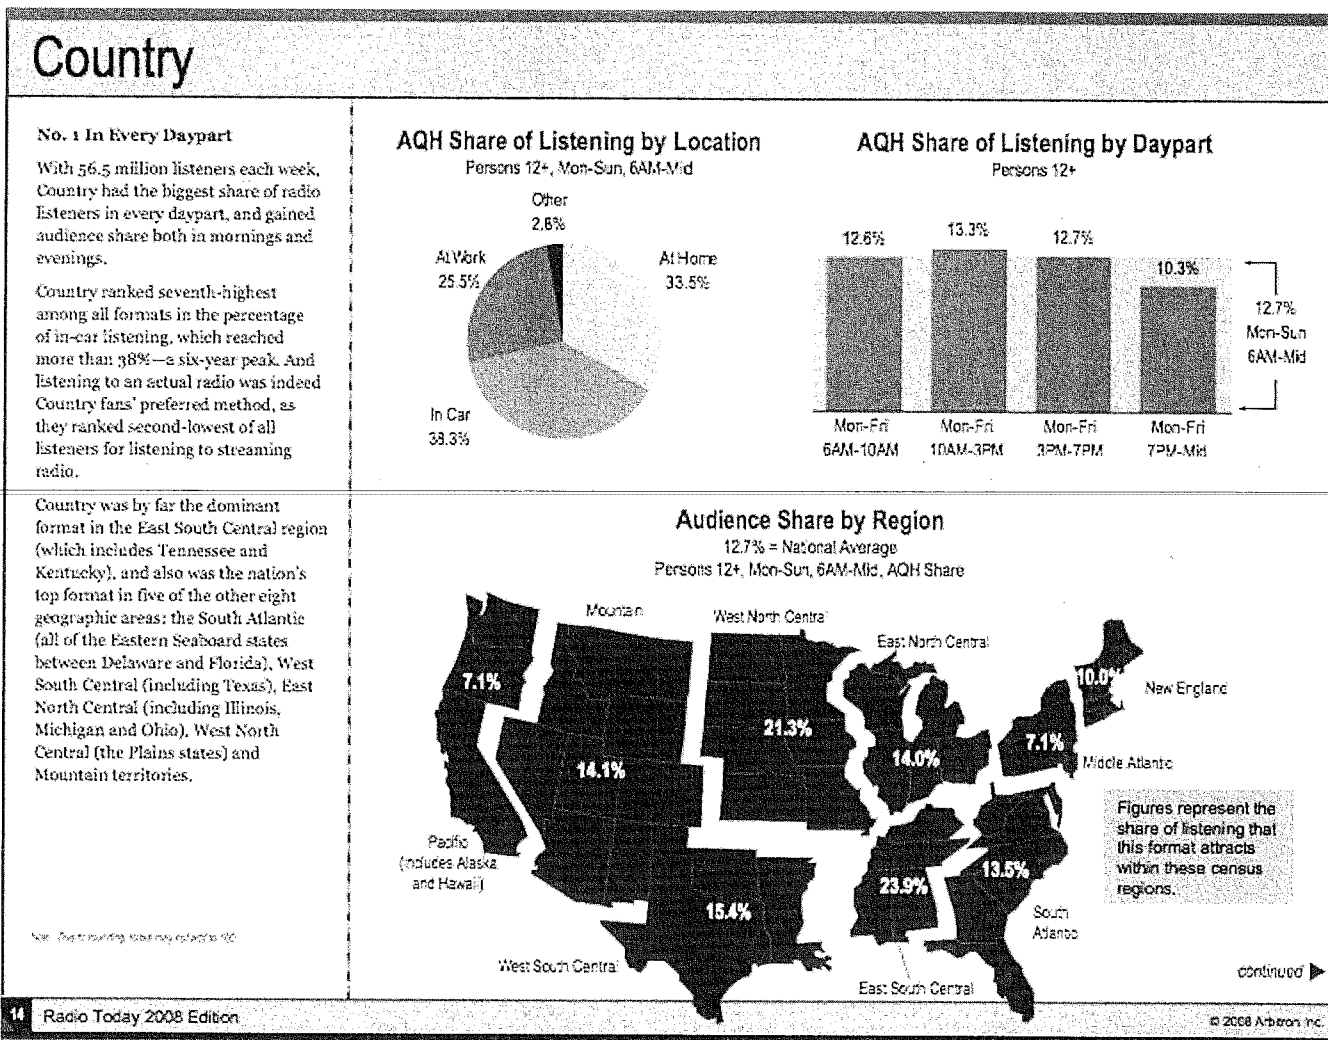 Country
No. 1 In Every Daypart
With 56.5 million listeners each week,
Country had the biggest share of radio
listeners in every daypart, and gained
audience share both in mornings and
evenings.
Country ranked seventh-highest
among all formats in the percentage
of in-car listening, which reached
more than 38%—a six-year peak. And
listening to an actual radio was indeed
Country fans' preferred method, as
they ranked second-lowest of all
listeners for listening to streaming
radio.
Country was by far the dominant
format in the East South Central region
(which includes Tennessee and
Kentucky), and also was the nation's
top format in five of the other eight
geographic areas: the South Atlantic
(all of the Eastern Seaboard states
between Delaware and Florida), West
South Central (including Texas), East
North Central (including Illinois,
Michigan and Ohio), West North
Central (the Plains states) and
Mountain territories.
AQH Share of Listening by Location
Persons 12+, Mon-Sun, 6AM-Mid
Other
2.6%
At Work
25.5%
At Home
33.5%
In Car
38.3%
AQH Share of Listening by Daypart
Persons 12+
12.6%
13.3%
12.7%
10.3%
12.7%
Mon-Sun
6AM-Mid
Mon-Fri Mon-Fri Mon-Fri Mon-Fri
6AM-10AM 10AM-3PM 3PM-7PM 7PM-Mid
Audience Share by Region
12.7% = National Average
Persons 12+, Mon-Sun, 6AM-Mid, AQH Share
Mountain
West North Central
East North Central
7.1%
10.0%
New England
21.3%
7.1%
14.0%
14.1%
Middle Atlantic
Figures represent the
share of listening that
this format attracts
within these census
regions.
Pacific
(includes Alaska
and Hawaii)
13.5%
23.9%
15.4%
South
Atlantic
West South Central
East South Central
continued
14 Radio Today 2008 Edition
© 2008 Arbitron Inc.